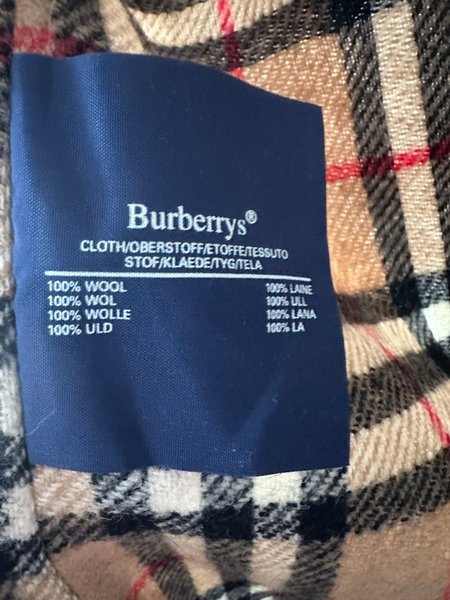 Burberrys®
CLOTH/OBERSTOFF/ETOFFE/TESSUTO
STOF/KLAEDE/TYG/TELA
100% WOOL 100% LAINE
100% WOL 100% ULL
100% WOLLE 100% LANA
100% ULD 100% LA